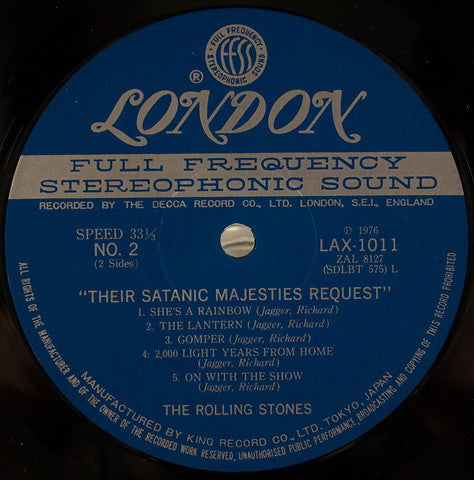 FULL FREQUENCY
ffss
STEREOPHONIC SOUND
®
LONDON
FULL FREQUENCY
STEREOPHONIC SOUND
RECORDED BY THE DECCA RECORD CO., LTD. LONDON, S.E.I., ENGLAND
SPEED 33⅓
NO. 2
(2 Sides)
℗ 1976
LAX-1011
ZAL 8127
(SDLBT 575) L
"THEIR SATANIC MAJESTIES REQUEST"
1. SHE'S A RAINBOW (Jagger, Richard)
2. THE LANTERN (Jagger, Richard)
3. GOMPER (Jagger, Richard)
4: 2,000 LIGHT YEARS FROM HOME
(Jagger, Richard)
5. ON WITH THE SHOW
(Jagger, Richard)
THE ROLLING STONES
MANUFACTURED BY KING RECORD CO., LTD. TOKYO, JAPAN
ALL RIGHTS OF THE MANUFACTURER AND OF THE OWNER OF THE RECORDED WORK RESERVED, UNAUTHORISED PUBLIC PERFORMANCE, BROADCASTING AND COPYING OF THIS RECORD PROHIBITED